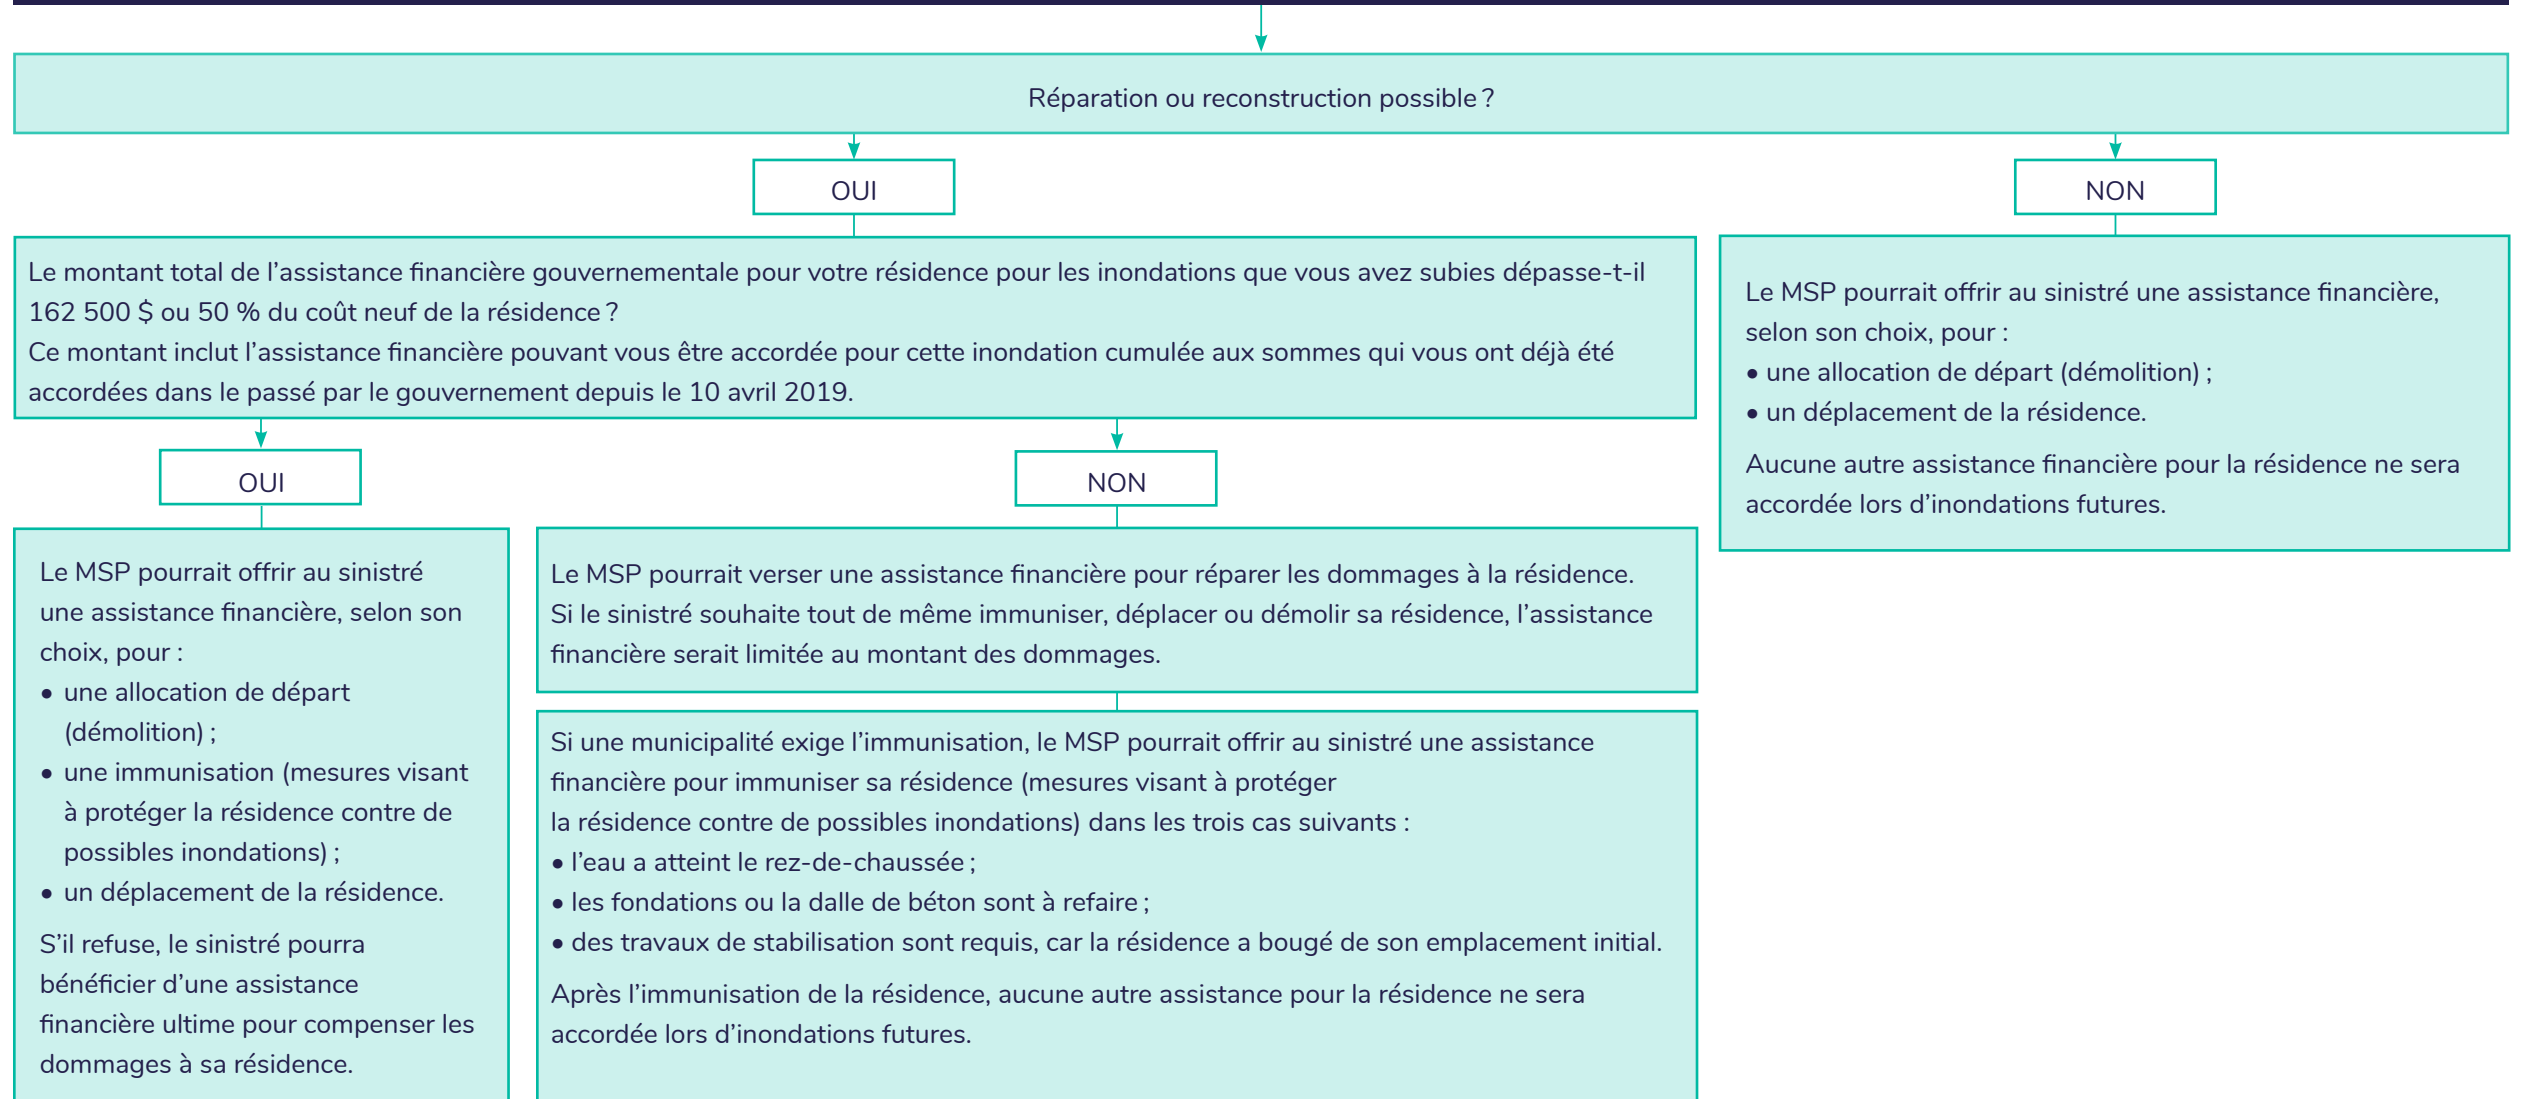 Réparation ou reconstruction possible ?
OUI
NON
Le montant total de l’assistance financière gouvernementale pour votre résidence pour les inondations que vous avez subies dépasse-t-il
162 500 $ ou 50 % du coût neuf de la résidence ?
Ce montant inclut l’assistance financière pouvant vous être accordée pour cette inondation cumulée aux sommes qui vous ont déjà été
accordées dans le passé par le gouvernement depuis le 10 avril 2019.
Le MSP pourrait offrir au sinistré une assistance financière,
selon son choix, pour :
• une allocation de départ (démolition) ;
• un déplacement de la résidence.
Aucune autre assistance financière pour la résidence ne sera
accordée lors d’inondations futures.
OUI
NON
Le MSP pourrait offrir au sinistré
une assistance financière, selon son
choix, pour :
• une allocation de départ
(démolition) ;
• une immunisation (mesures visant
à protéger la résidence contre de
possibles inondations) ;
• un déplacement de la résidence.
S’il refuse, le sinistré pourra
bénéficier d’une assistance
financière ultime pour compenser les
dommages à sa résidence.
Le MSP pourrait verser une assistance financière pour réparer les dommages à la résidence.
Si le sinistré souhaite tout de même immuniser, déplacer ou démolir sa résidence, l’assistance
financière serait limitée au montant des dommages.
Si une municipalité exige l’immunisation, le MSP pourrait offrir au sinistré une assistance
financière pour immuniser sa résidence (mesures visant à protéger
la résidence contre de possibles inondations) dans les trois cas suivants :
• l’eau a atteint le rez-de-chaussée ;
• les fondations ou la dalle de béton sont à refaire ;
• des travaux de stabilisation sont requis, car la résidence a bougé de son emplacement initial.
Après l’immunisation de la résidence, aucune autre assistance pour la résidence ne sera
accordée lors d’inondations futures.